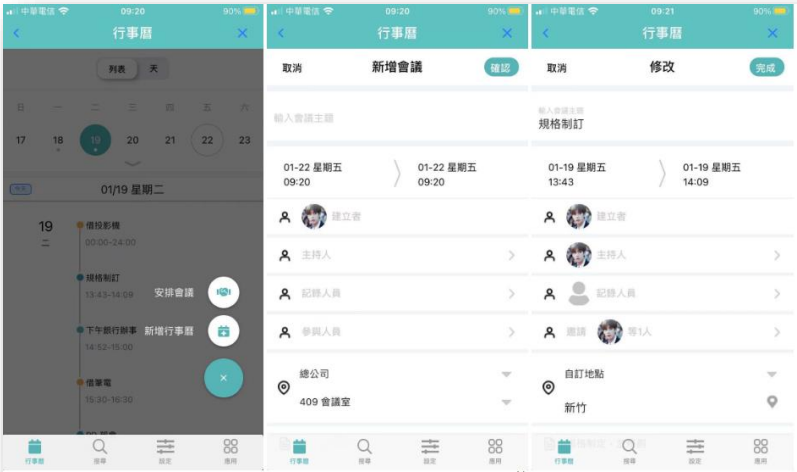 中華電信 09:20 90%
行事曆
列表 天
日 一 二 三 四 五 六
17 18 19 20 21 22 23
01/19 星期二
19 借投影機
二 00:00-24:00
規格制訂
13:43-14:09
安排會議
下午銀行辦事 新增行事曆
14:52-15:00
借筆電
15:30-16:30
行事曆 搜尋 設定 應用
中華電信 09:20 90%
行事曆
取消 新增會議 確認
輸入會議主題
01-22 星期五 01-22 星期五
09:20 09:20
建立者
主持人
記錄人員
參與人員
總公司
409 會議室
行事曆 搜尋 設定 應用
中華電信 09:21 90%
行事曆
取消 修改 完成
輸入會議主題
規格制訂
01-19 星期五 01-19 星期五
13:43 14:09
建立者
主持人
記錄人員
邀請 等1人
自訂地點
新竹
行事曆 搜尋 設定 應用